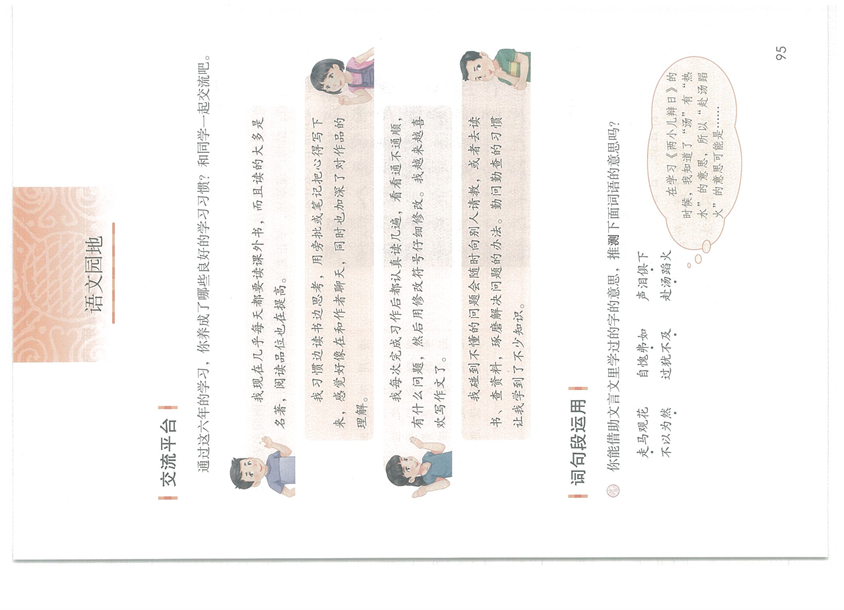 语文园地
交流平台
通过这六年的学习，你养成了哪些良好的学习习惯？和同学一起交流吧。
我现在几乎每天都要读课外书，而且读的大多是
名著，阅读品位也在提高。
我习惯边读书边思考，用旁批或笔记把心得写下
来，感觉好像在和作者聊天，同时也加深了对作品的
理解。
我每次完成习作后都认真读几遍，看看通不通顺，
有什么问题，然后用修改符号仔细修改。我越来越喜
欢写作文了。
我碰到不懂的问题会随时向别人请教，或者去读
书、查资料，琢磨解决问题的办法。勤问勤查的习惯
让我学到了不少知识。
词句段运用
你能借助文言文里学过的字的意思，推测下面词语的意思吗？
走马观花 自愧弗如 声泪俱下
不以为然 过犹不及 赴汤蹈火
在学习《两小儿辩日》的
时候，我知道了“汤”有“热
水”的意思，所以“赴汤蹈
火”的意思可能是……
95